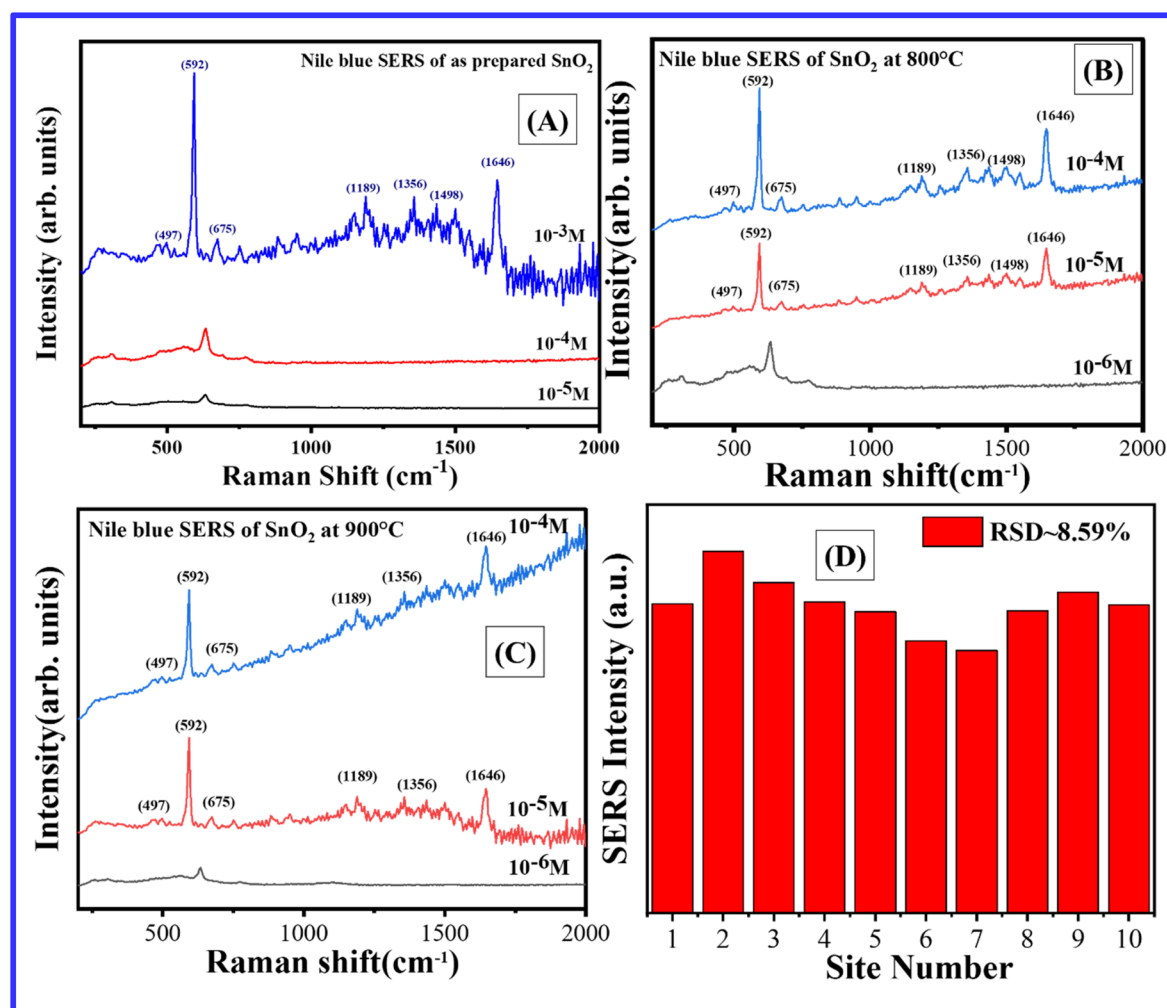 Nile blue SERS of as prepared SnO₂
(A)
(592)
(497)
(675)
(1189)
(1356)
(1498)
(1646)
10⁻³M
10⁻⁴M
10⁻⁵M
Intensity (arb. units)
500 1000 1500 2000
Raman Shift (cm⁻¹)
Nile blue SERS of SnO₂ at 800°C
(B)
(592)
(497)
(675)
(1189)
(1356)
(1498)
(1646)
10⁻⁴M
(592)
(497)
(675)
(1189)
(1356)
(1498)
(1646)
10⁻⁵M
10⁻⁶M
Intensity(arb. units)
500 1000 1500 2000
Raman shift(cm⁻¹)
Nile blue SERS of SnO₂ at 900°C
(C)
10⁻⁴M
(592)
(497)
(675)
(1189)
(1356)
(1646)
(592)
(497)
(675)
(1189)
(1356)
(1646)
10⁻⁵M
10⁻⁶M
Intensity(arb. units)
500 1000 1500 2000
Raman shift(cm⁻¹)
(D)
RSD~8.59%
SERS Intensity (a.u.)
1 2 3 4 5 6 7 8 9 10
Site Number